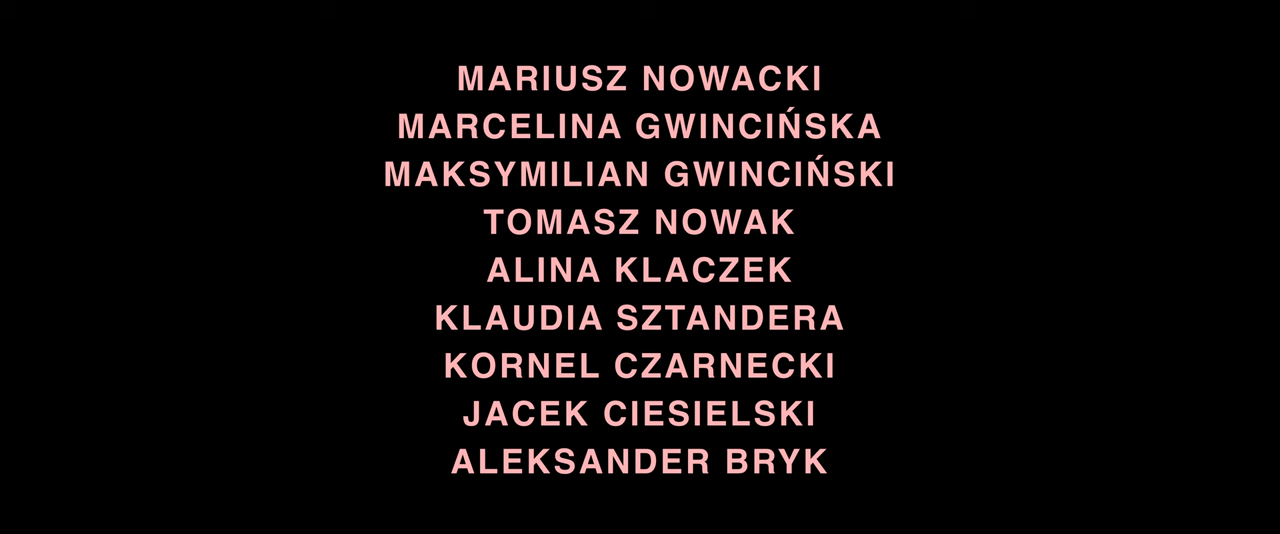 MARIUSZ NOWACKI
MARCELINA GWINCIŃSKA
MAKSYMILIAN GWINCIŃSKI
TOMASZ NOWAK
ALINA KLACZEK
KLAUDIA SZTANDERA
KORNEL CZARNECKI
JACEK CIESIELSKI
ALEKSANDER BRYK